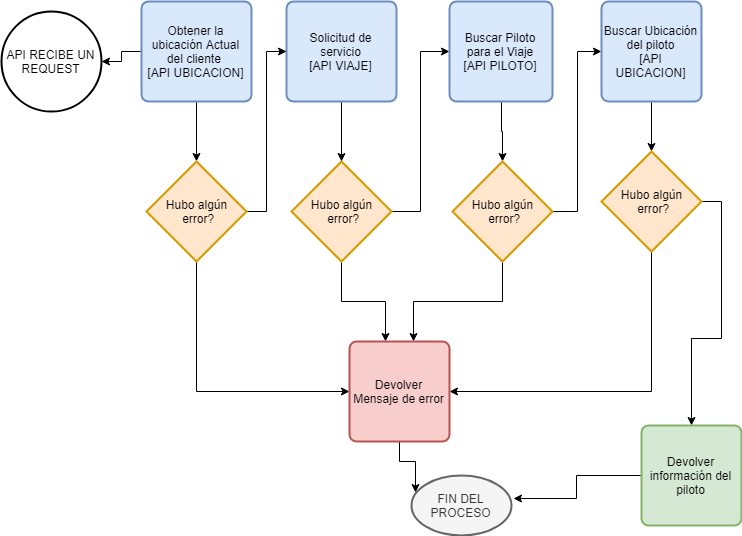 API RECIBE UN
REQUEST
Obtener la
ubicación Actual
del cliente
[API UBICACION]
Solicitud de
servicio
[API VIAJE]
Buscar Piloto
para el Viaje
[API PILOTO]
Buscar Ubicación
del piloto
[API
UBICACION]
Hubo algún
error?
Hubo algún
error?
Hubo algún
error?
Hubo algún
error?
Devolver
Mensaje de error
Devolver
información del
piloto
FIN DEL
PROCESO